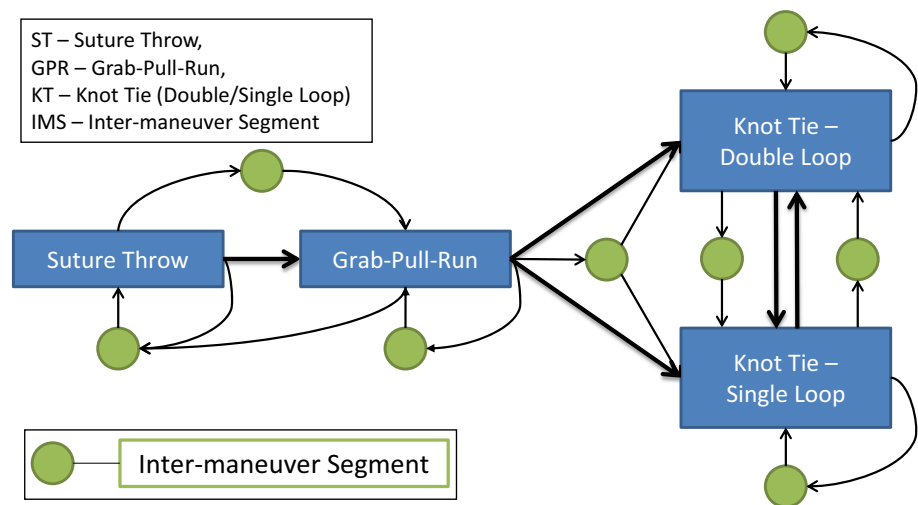 ST – Suture Throw,
GPR – Grab-Pull-Run,
KT – Knot Tie (Double/Single Loop)
IMS – Inter-maneuver Segment
Knot Tie –
Double Loop
Suture Throw
Grab-Pull-Run
Knot Tie –
Single Loop
Inter-maneuver Segment